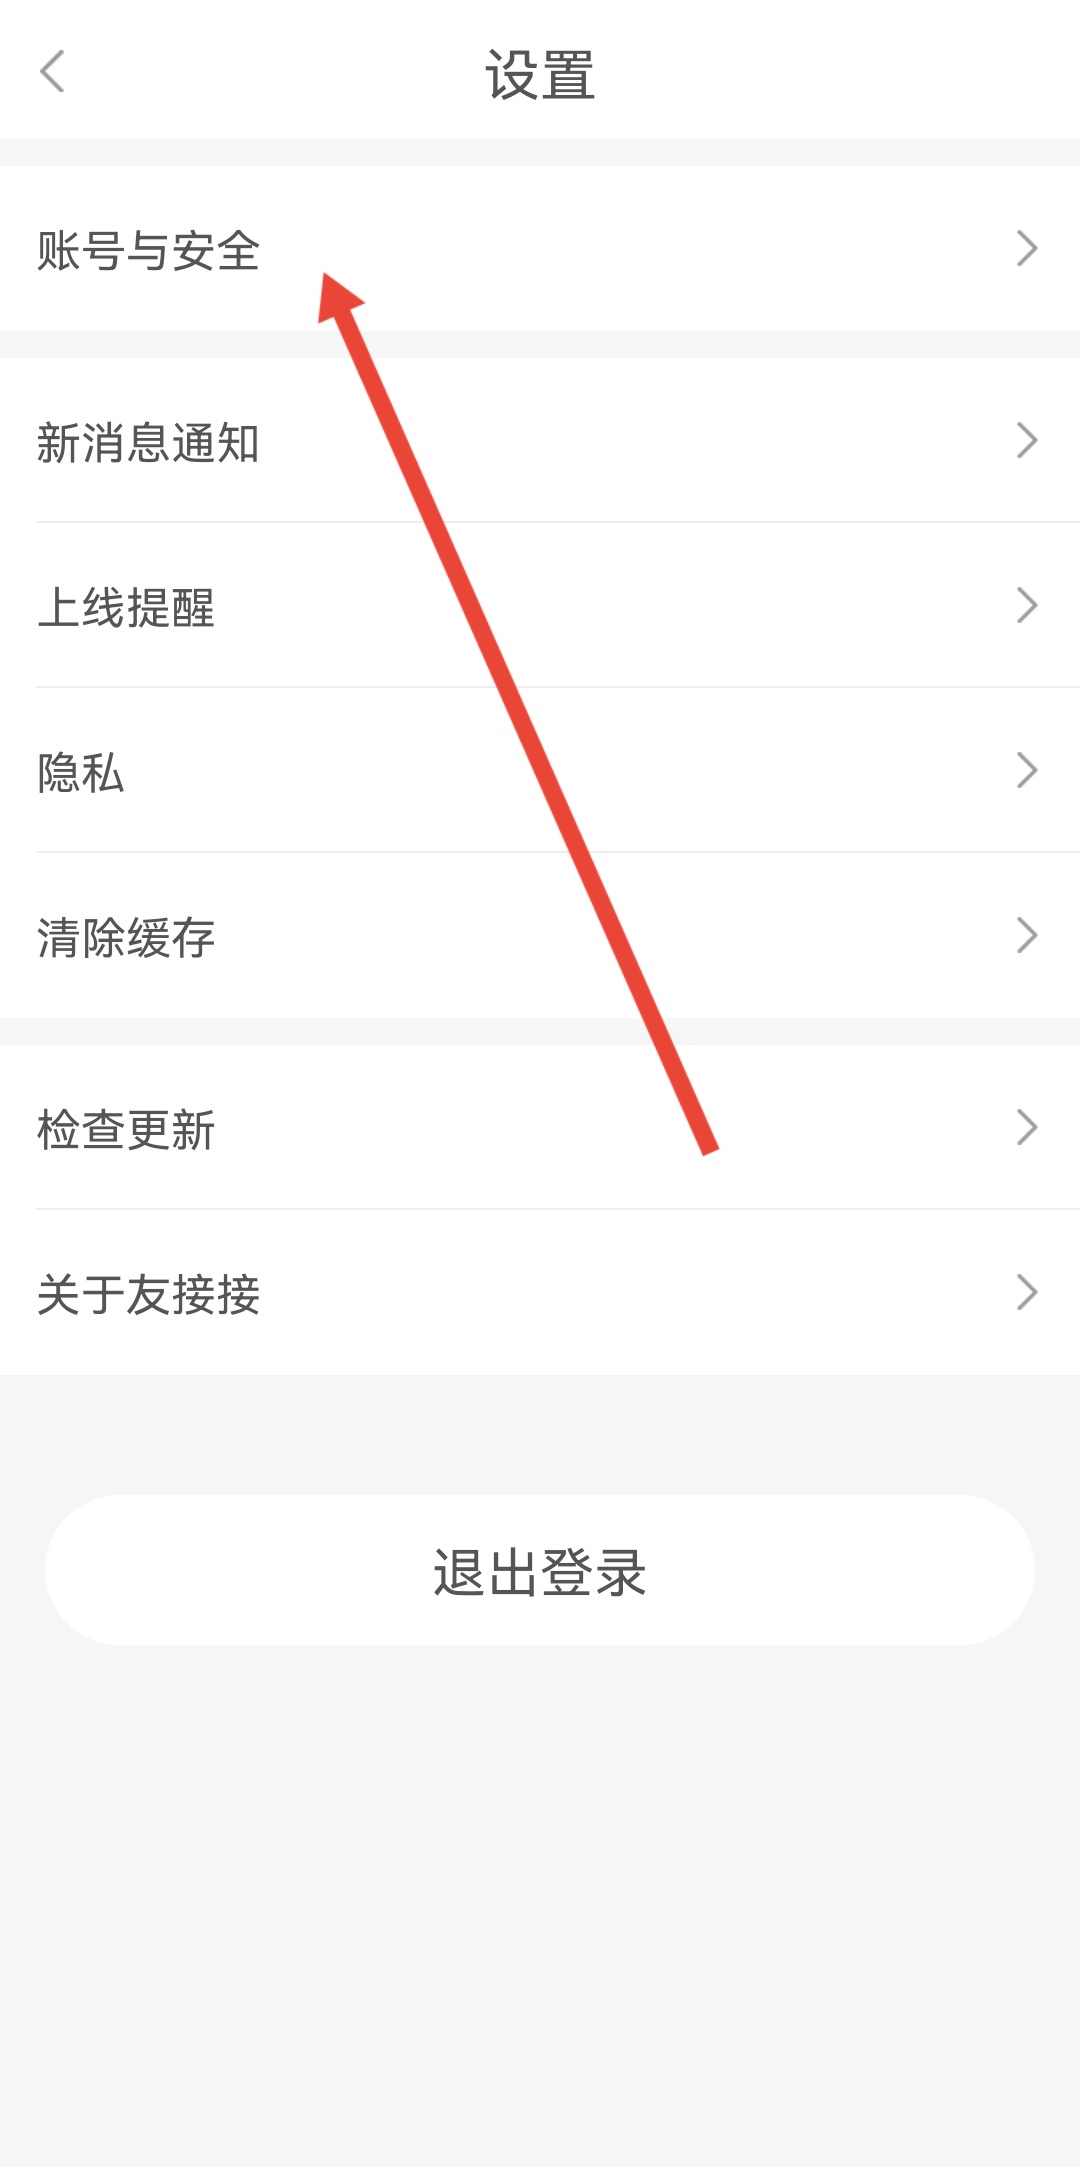 设置
账号与安全
新消息通知
上线提醒
隐私
清除缓存
检查更新
关于友接接
退出登录